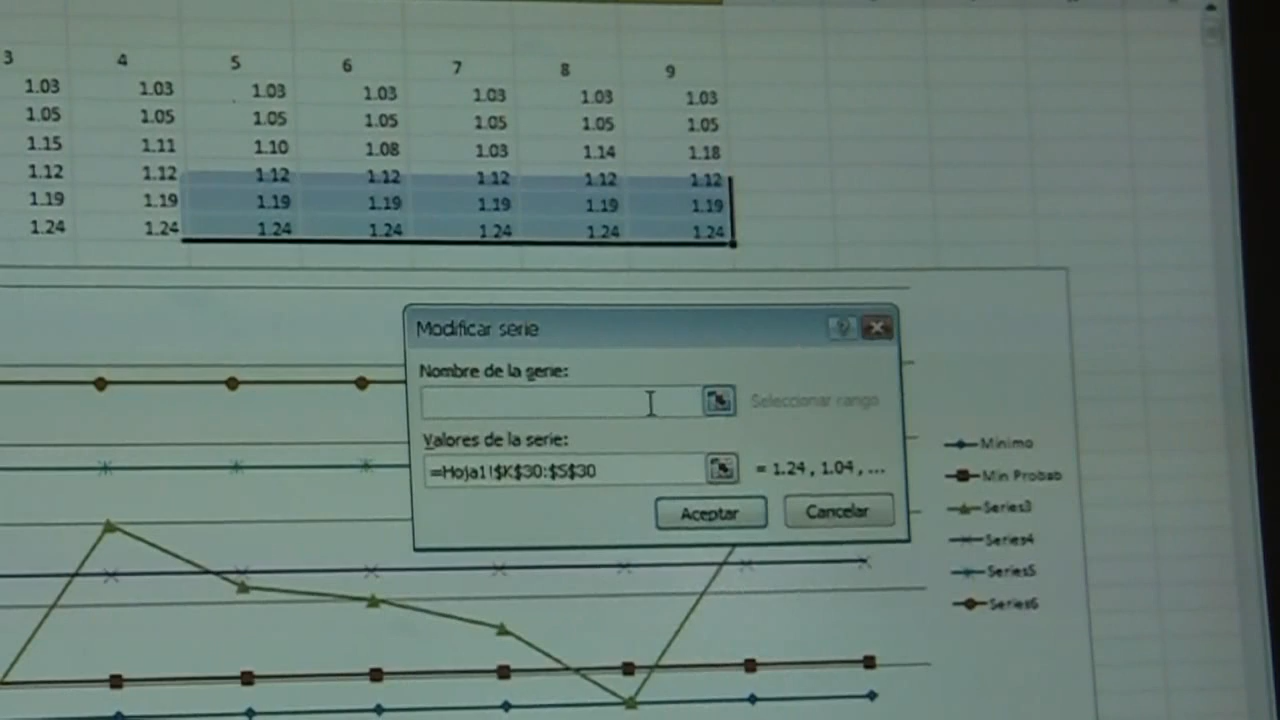 3 4 5 6 7 8 9
1.03 1.03 1.03 1.03 1.03 1.03 1.03
1.05 1.05 1.05 1.05 1.05 1.05 1.05
1.15 1.11 1.10 1.08 1.03 1.14 1.18
1.12 1.12 1.12 1.12 1.12 1.12 1.12
1.19 1.19 1.19 1.19 1.19 1.19 1.19
1.24 1.24 1.24 1.24 1.24 1.24 1.24
Modificar serie
Nombre de la serie:
Seleccionar rango
Valores de la serie:
=Hoja1!$K$30:$S$30
= 1.24 , 1.04 , ...
Aceptar Cancelar
Minimo
Min Probab
Series3
Series4
Series5
Series6